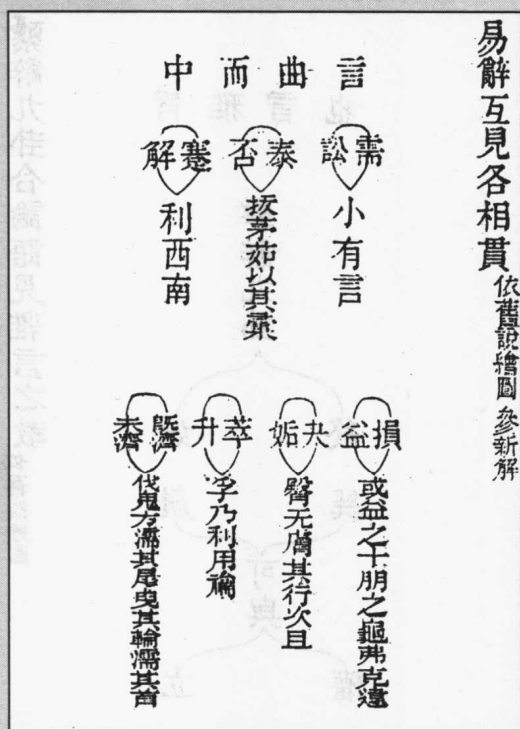 易辭互見各相貫
依舊說繪圖參新解
言曲而中
需訟
小有言
泰否
拔茅茹以其彙
蹇解
利西南
損益
或益之十朋之龜弗克違
夬姤
臀无膚其行次且
萃升
孚乃利用禴
既濟未濟
伐鬼方濡其尾曳其輪濡其首